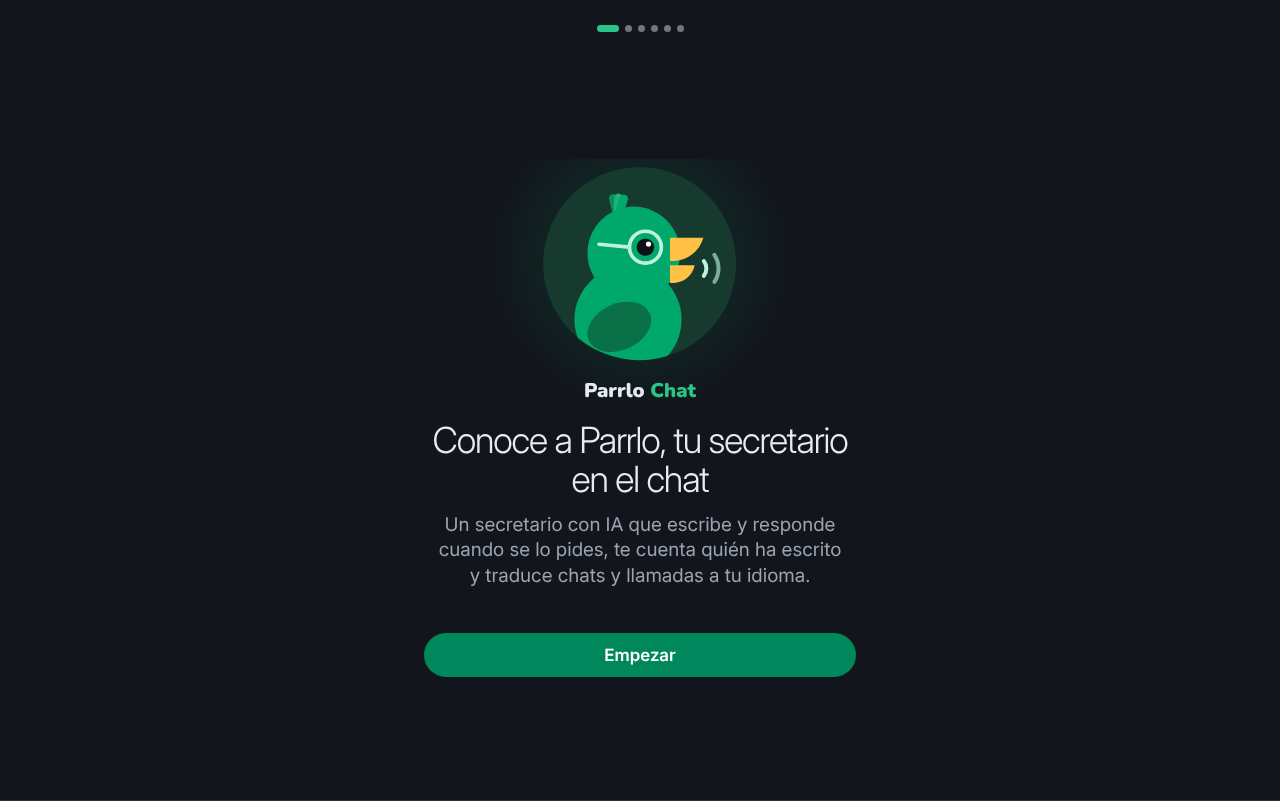 Parrlo Chat
Conoce a Parrlo, tu secretario
en el chat
Un secretario con IA que escribe y responde
cuando se lo pides, te cuenta quién ha escrito
y traduce chats y llamadas a tu idioma.
Empezar